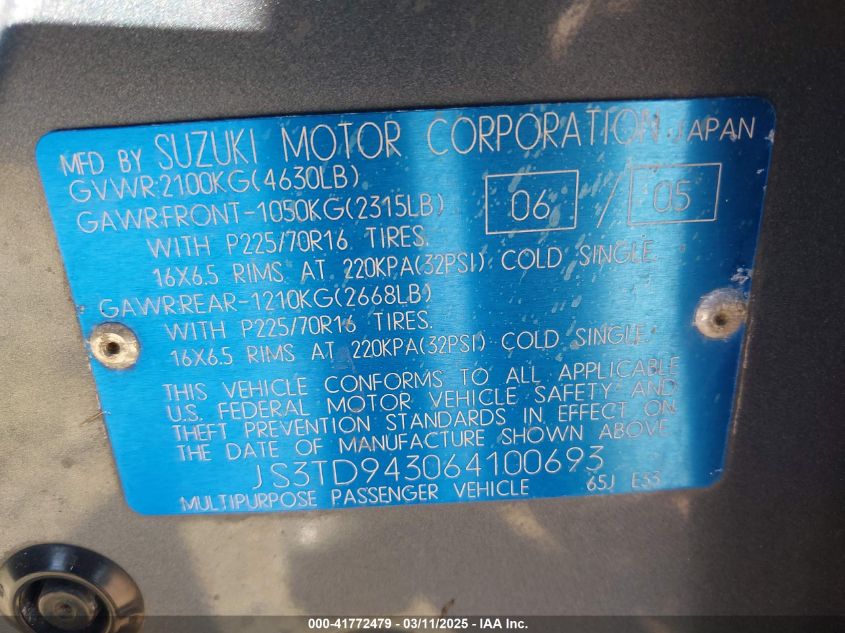 MFD BY SUZUKI MOTOR CORPORATION JAPAN
GVWR:2100KG(4630LB)
GAWR:FRONT-1050KG(2315LB) 06 / 05
WITH P225/70R16 TIRES.
16X6.5 RIMS AT 220KPA(32PSI) COLD SINGLE.
GAWR:REAR-1210KG(2668LB)
WITH P225/70R16 TIRES.
16X6.5 RIMS AT 220KPA(32PSI) COLD SINGLE.
THIS VEHICLE CONFORMS TO ALL APPLICABLE
U.S. FEDERAL MOTOR VEHICLE SAFETY AND
THEFT PREVENTION STANDARDS IN EFFECT ON
THE DATE OF MANUFACTURE SHOWN ABOVE
JS3TD943064100693
MULTIPURPOSE PASSENGER VEHICLE 65J E33
000-41772479 - 03/11/2025 - IAA Inc.